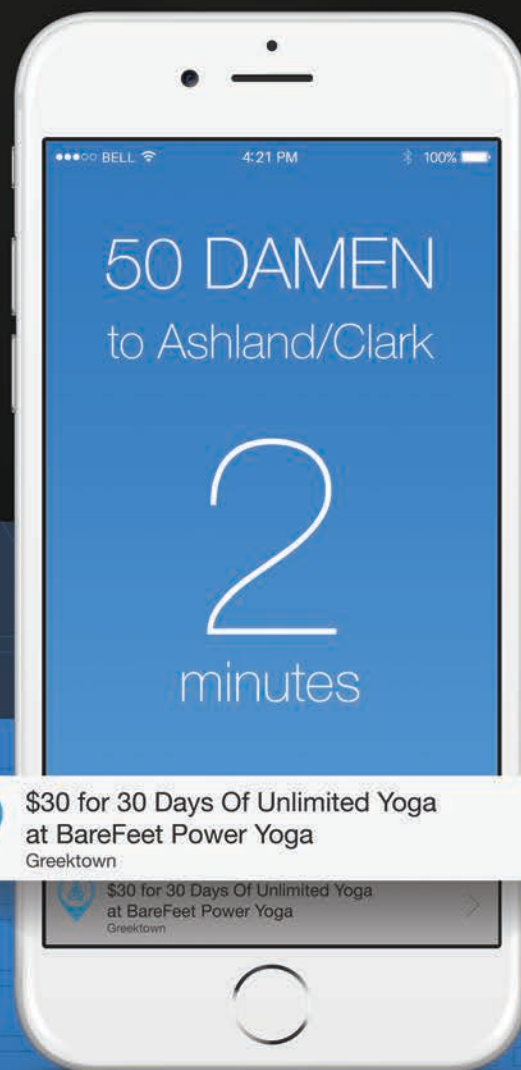 ●●●○○ BELL 4:21 PM 100%
50 DAMEN
to Ashland/Clark
2
minutes
$30 for 30 Days Of Unlimited Yoga
at BareFeet Power Yoga
Greektown
$30 for 30 Days Of Unlimited Yoga
at BareFeet Power Yoga
Greektown